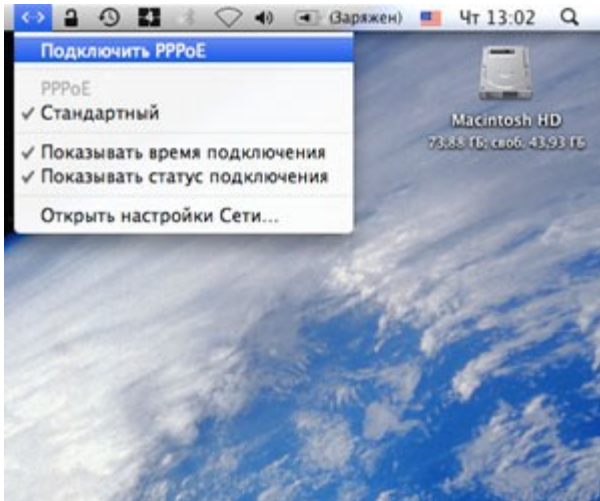 4 (Заряжен) Чт 13:02
Подключить PPPoE
PPPoE
Стандартный
Показывать время подключения
Показывать статус подключения
Открыть настройки Сети...
Macintosh HD
73,88 ГБ; своб. 43,93 ГБ